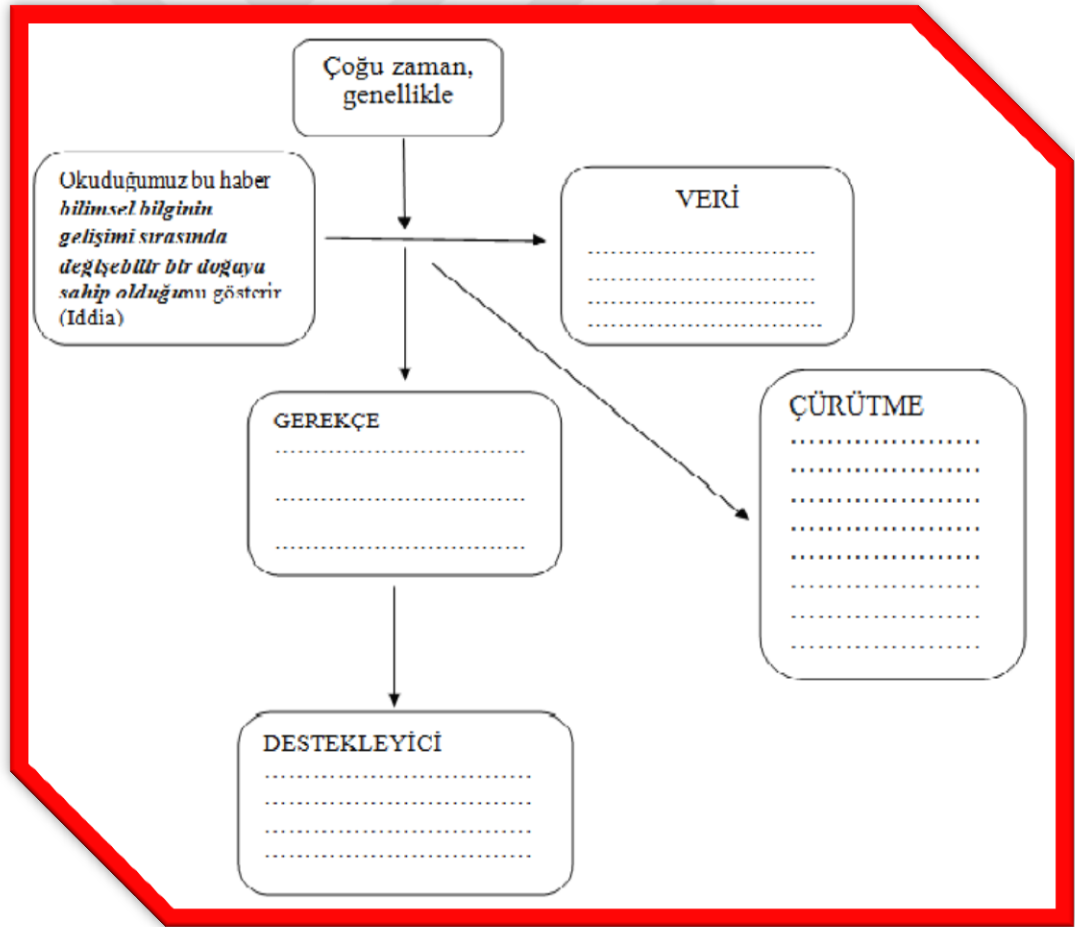 Çoğu zaman,
genellikle
Okuduğumuz bu haber
bilimsel bilginin
gelişimi sırasında
değişebilir bir doğaya
sahip olduğunu gösterir
(Iddia)
VERİ
……………………………
……………………………
……………………………
……………………………
GEREKÇE
……………………………
……………………………
……………………………
ÇÜRÜTME
……………………
……………………
……………………
……………………
……………………
……………………
……………………
……………………
DESTEKLEYİCİ
……………………………
……………………………
……………………………
……………………………